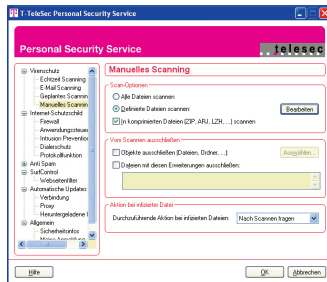 T-TeleSec Personal Security Service
Personal Security Service
telesec
Virenschutz
Echtzeit Scanning
E-Mail Scanning
Geplantes Scanning
Manuelles Scannin
Internet-Schutzschild
Firewall
Anwendungssteuer
Intrusion Preventio
Dialerschutz
Protokollfunktion
Anti Spam
SurfControl
Webseitenfilter
Automatische Updates
Verbindung
Proxy
Heruntergeladene I
Allgemein
Sicherheitsinfos
Manuelles Scanning
Scan-Optionen
Alle Dateien scannen
Definierte Dateien scannen:
Bearbeiten
In komprimierten Dateien (ZIP, ARJ, LZH, ...) scannen
Vom Scannen ausschließen
Objekte ausschließen (Dateien, Ordner, ...):
Auswählen...
Dateien mit diesen Erweiterungen ausschließen:
Aktion bei infizierter Datei
Durchzuführende Aktion bei infizierten Dateien:
Nach Scannen fragen
Hilfe
OK
Abbrechen